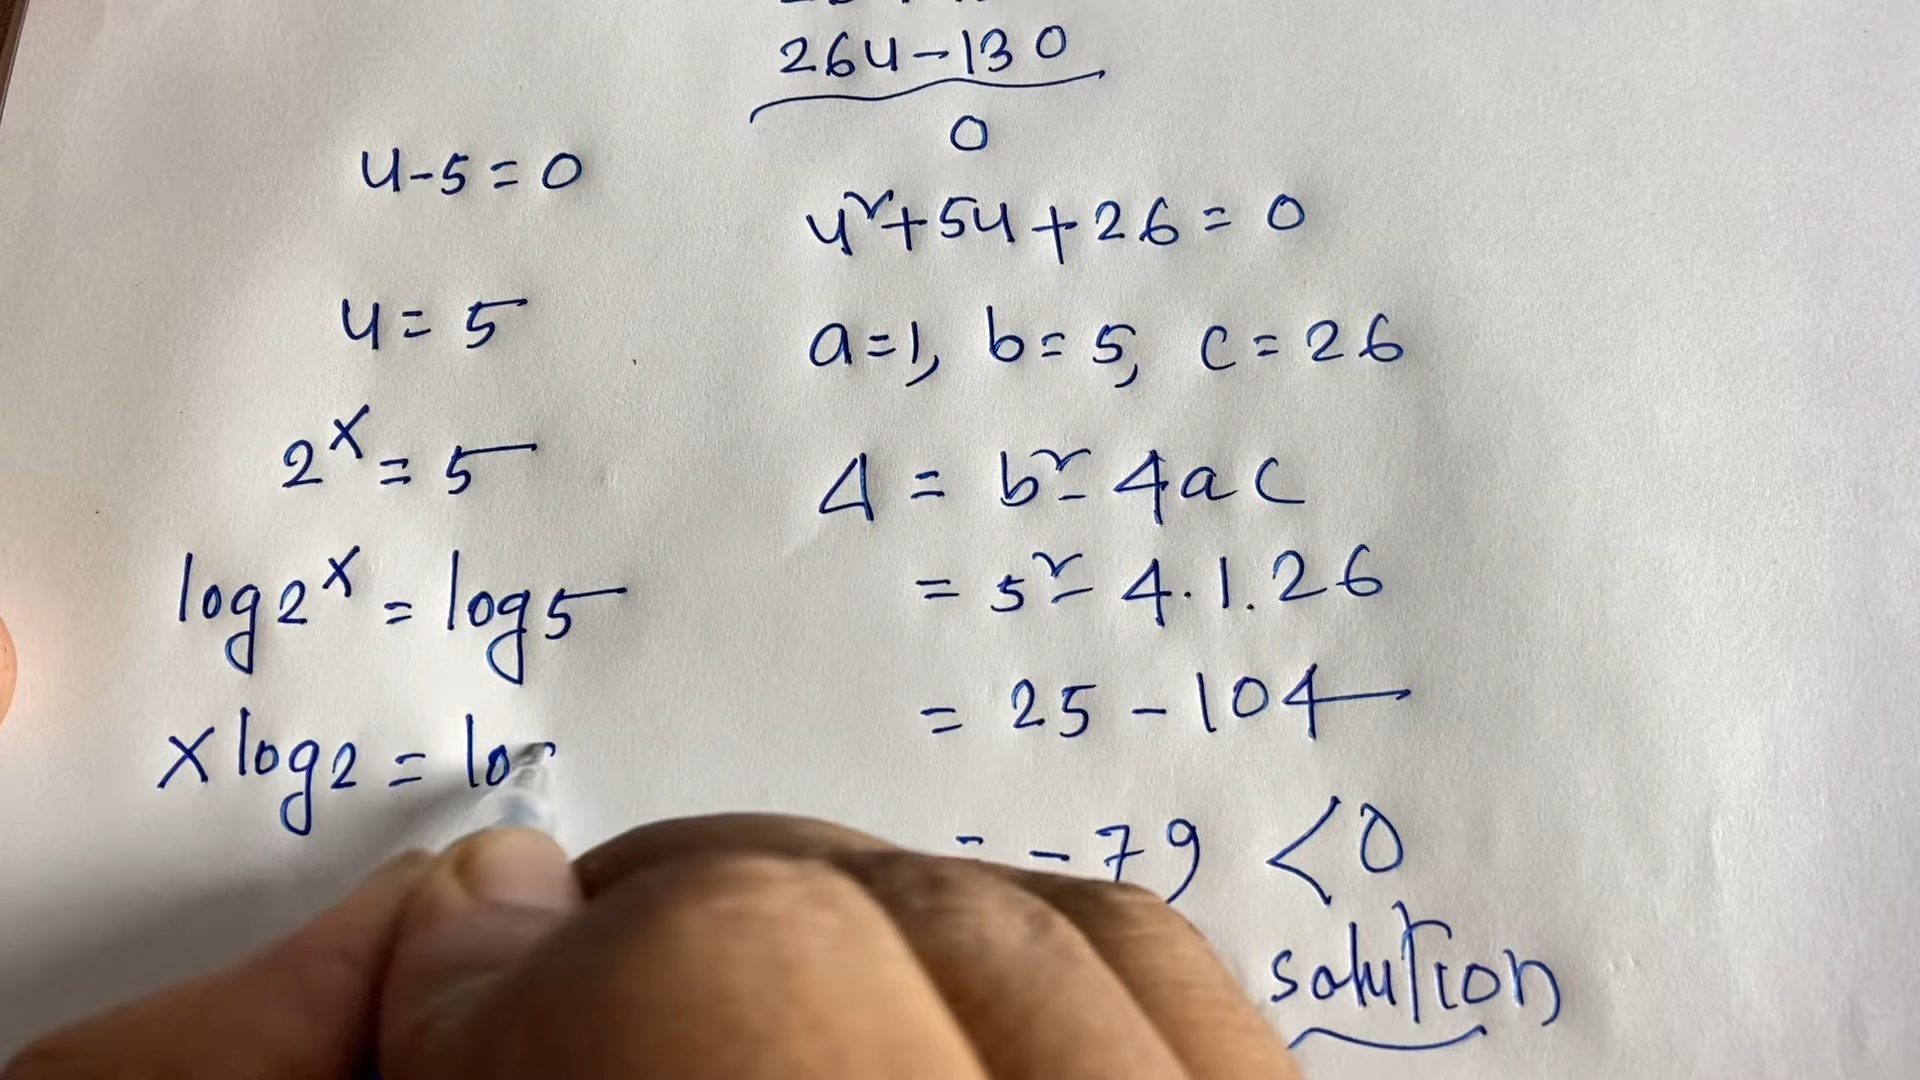 26u-130
0
u-5=0
u=5
2^x=5
log2^x=log5
xlog2=lo
u²+5u+26=0
a=1, b=5, c=26
Δ=b²-4ac
=5²-4.1.26
=25-104
=-79 <0
solution